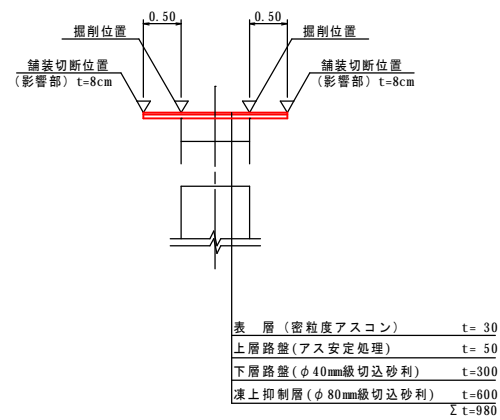 0.50
0.50
掘削位置
掘削位置
舗装切断位置
(影響部) t=8cm
舗装切断位置
(影響部) t=8cm
表　層 (密粒度アスコン) t= 30
上層路盤(アス安定処理) t= 50
下層路盤(φ40mm級切込砂利) t=300
凍上抑制層(φ80mm級切込砂利) t=600
Σt=980